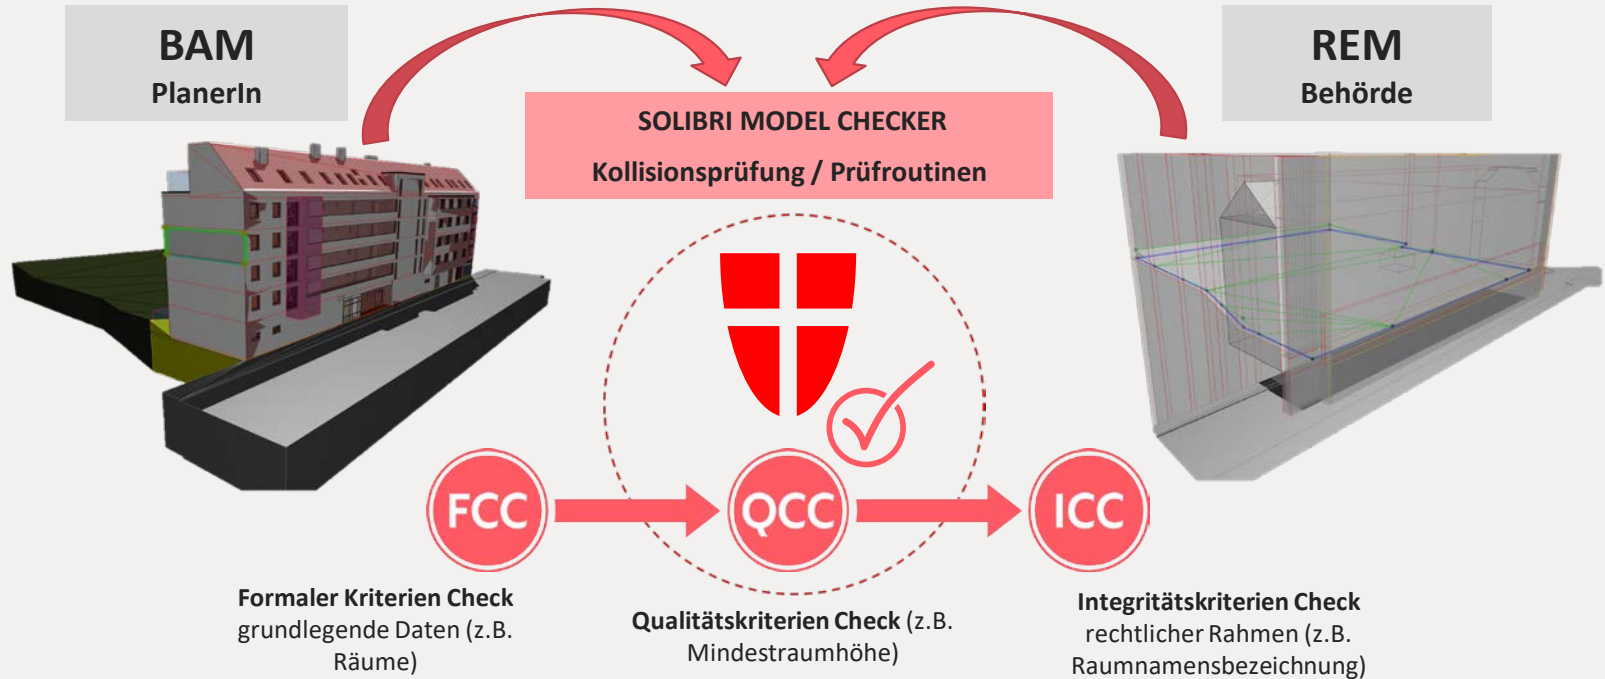 BAM
PlanerIn
REM
Behörde
SOLIBRI MODEL CHECKER
Kollisionsprüfung / Prüfroutinen
FCC
QCC
ICC
Formaler Kriterien Check
grundlegende Daten (z.B.
Räume)
Qualitätskriterien Check (z.B.
Mindestraumhöhe)
Integritätskriterien Check
rechtlicher Rahmen (z.B.
Raumnamensbezeichnung)